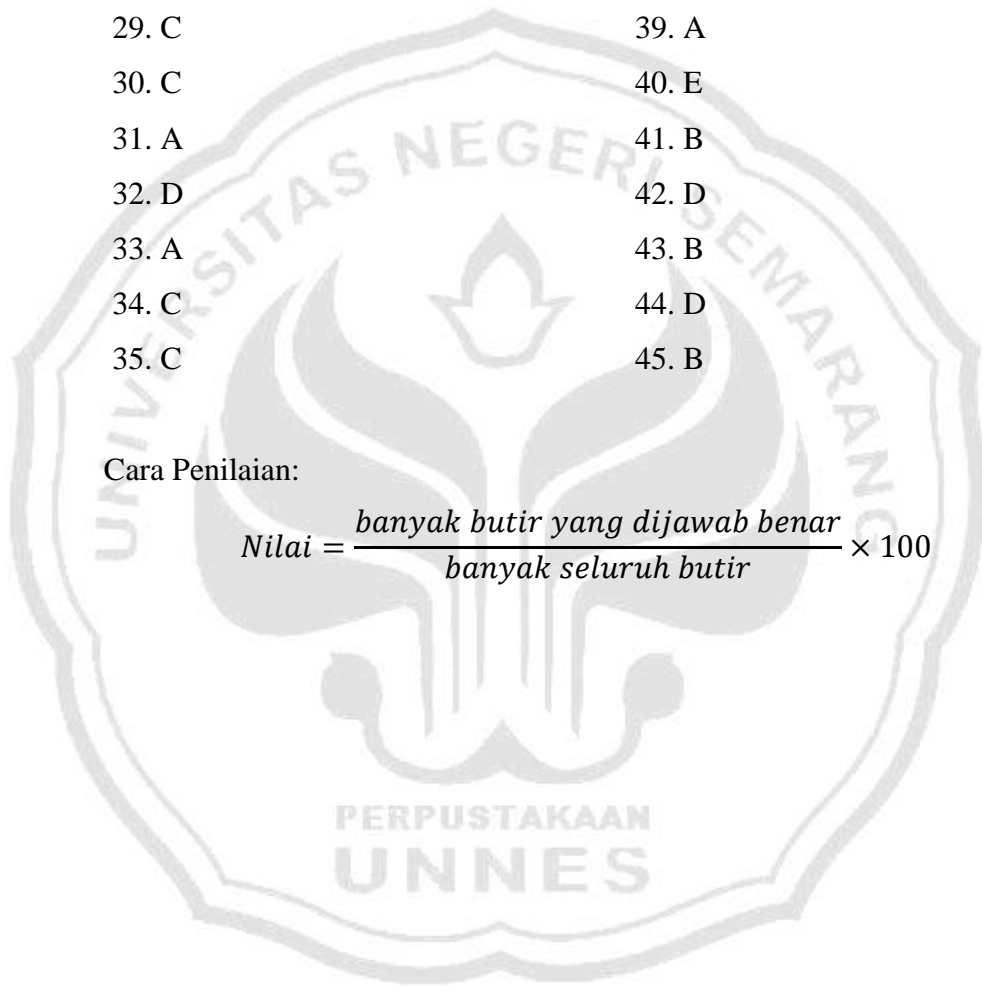 29. C
30. C
31. A
32. D
33. A
34. C
35. C
39. A
40. E
41. B
42. D
43. B
44. D
45. B
Cara Penilaian:
Nilai = banyak butir yang dijawab benar / banyak seluruh butir × 100
UNIVERSITAS NEGERI SEMARANG
PERPUSTAKAAN
UNNES